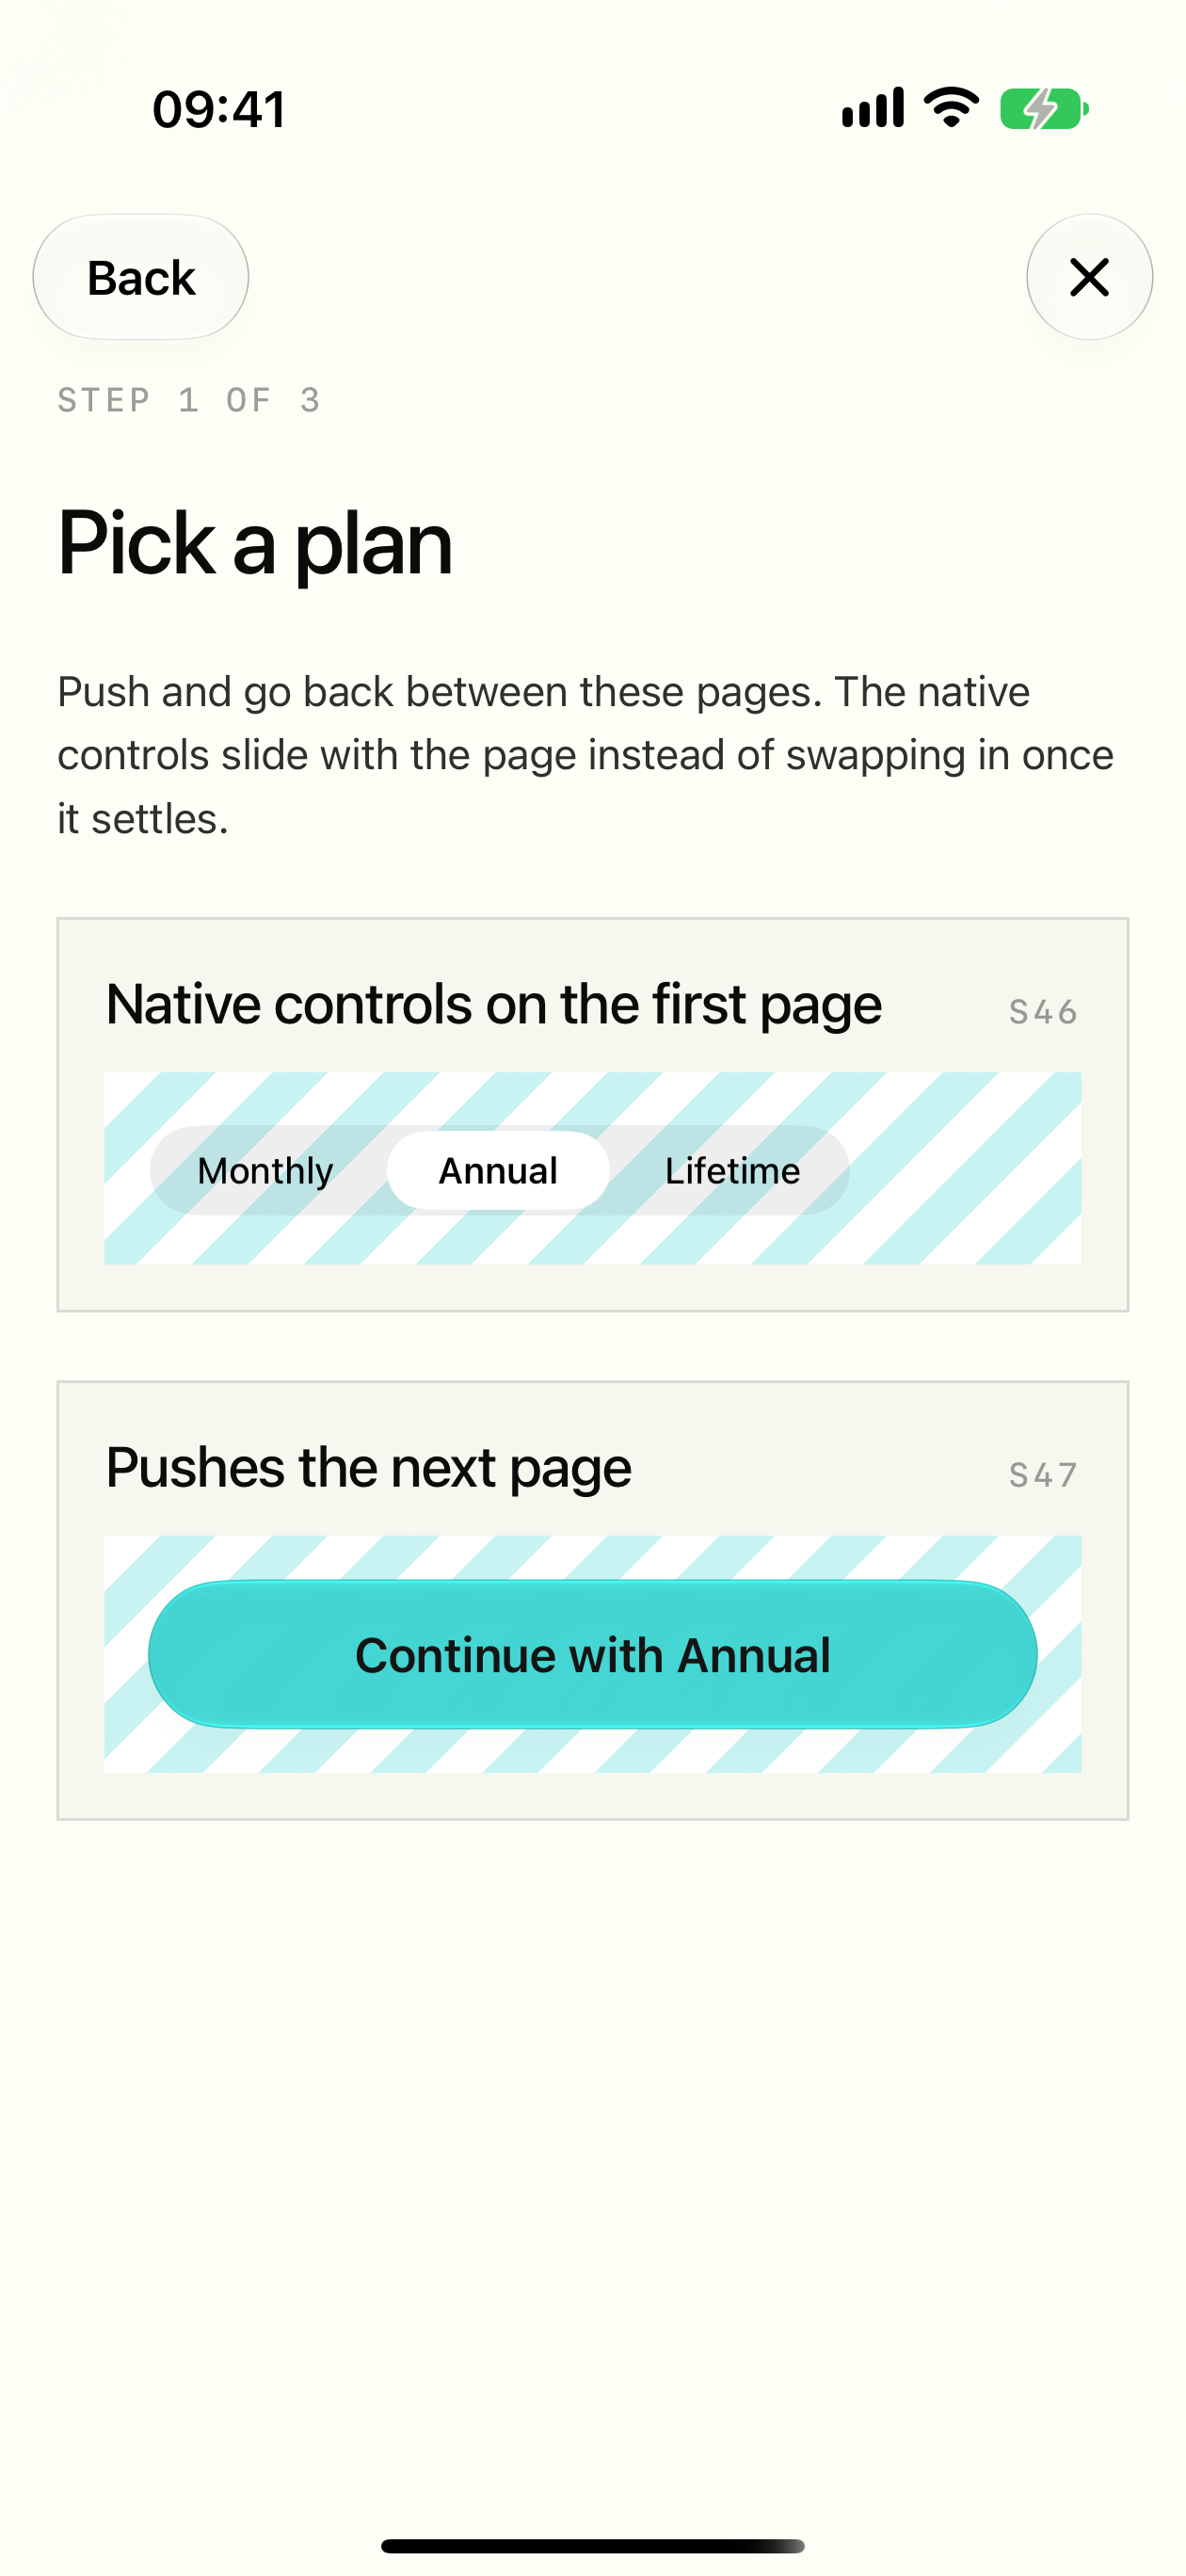 09:41
Back
STEP 1 OF 3
Pick a plan
Push and go back between these pages. The native
controls slide with the page instead of swapping in once
it settles.
Native controls on the first page S46
Monthly Annual Lifetime
Pushes the next page S47
Continue with Annual